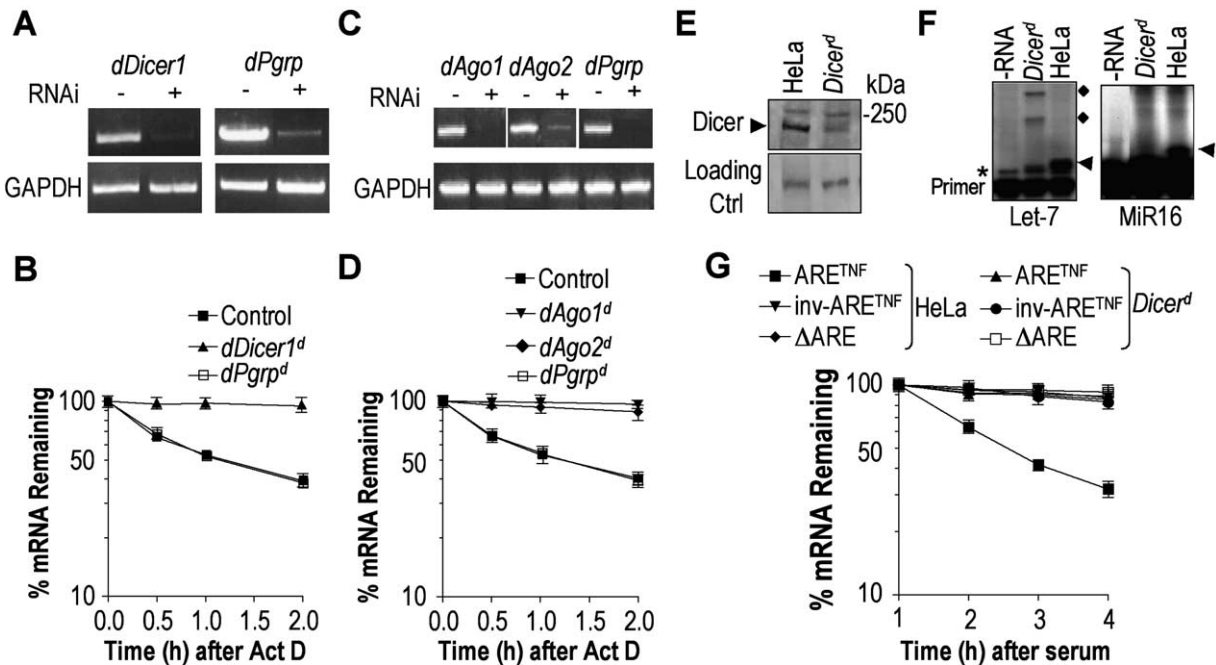 A
dDicer1 dPgrp
RNAi - + - +
GAPDH
C
dAgo1 dAgo2 dPgrp
RNAi - + - + - +
GAPDH
E
HeLa Dicerᵈ
kDa
-250
Dicer
Loading
Ctrl
F
-RNA Dicerᵈ HeLa -RNA Dicerᵈ HeLa
*
Primer
Let-7 MiR16
B
Control
dDicer1ᵈ
dPgrpᵈ
% mRNA Remaining
100
50
10
0.0 0.5 1.0 2.0
Time (h) after Act D
D
Control
dAgo1ᵈ
dAgo2ᵈ
dPgrpᵈ
% mRNA Remaining
100
50
10
0.0 0.5 1.0 2.0
Time (h) after Act D
G
AREᵀᴺᶠ AREᵀᴺᶠ
inv-AREᵀᴺᶠ HeLa inv-AREᵀᴺᶠ Dicerᵈ
ΔARE ΔARE
% mRNA Remaining
100
50
10
1 2 3 4
Time (h) after serum